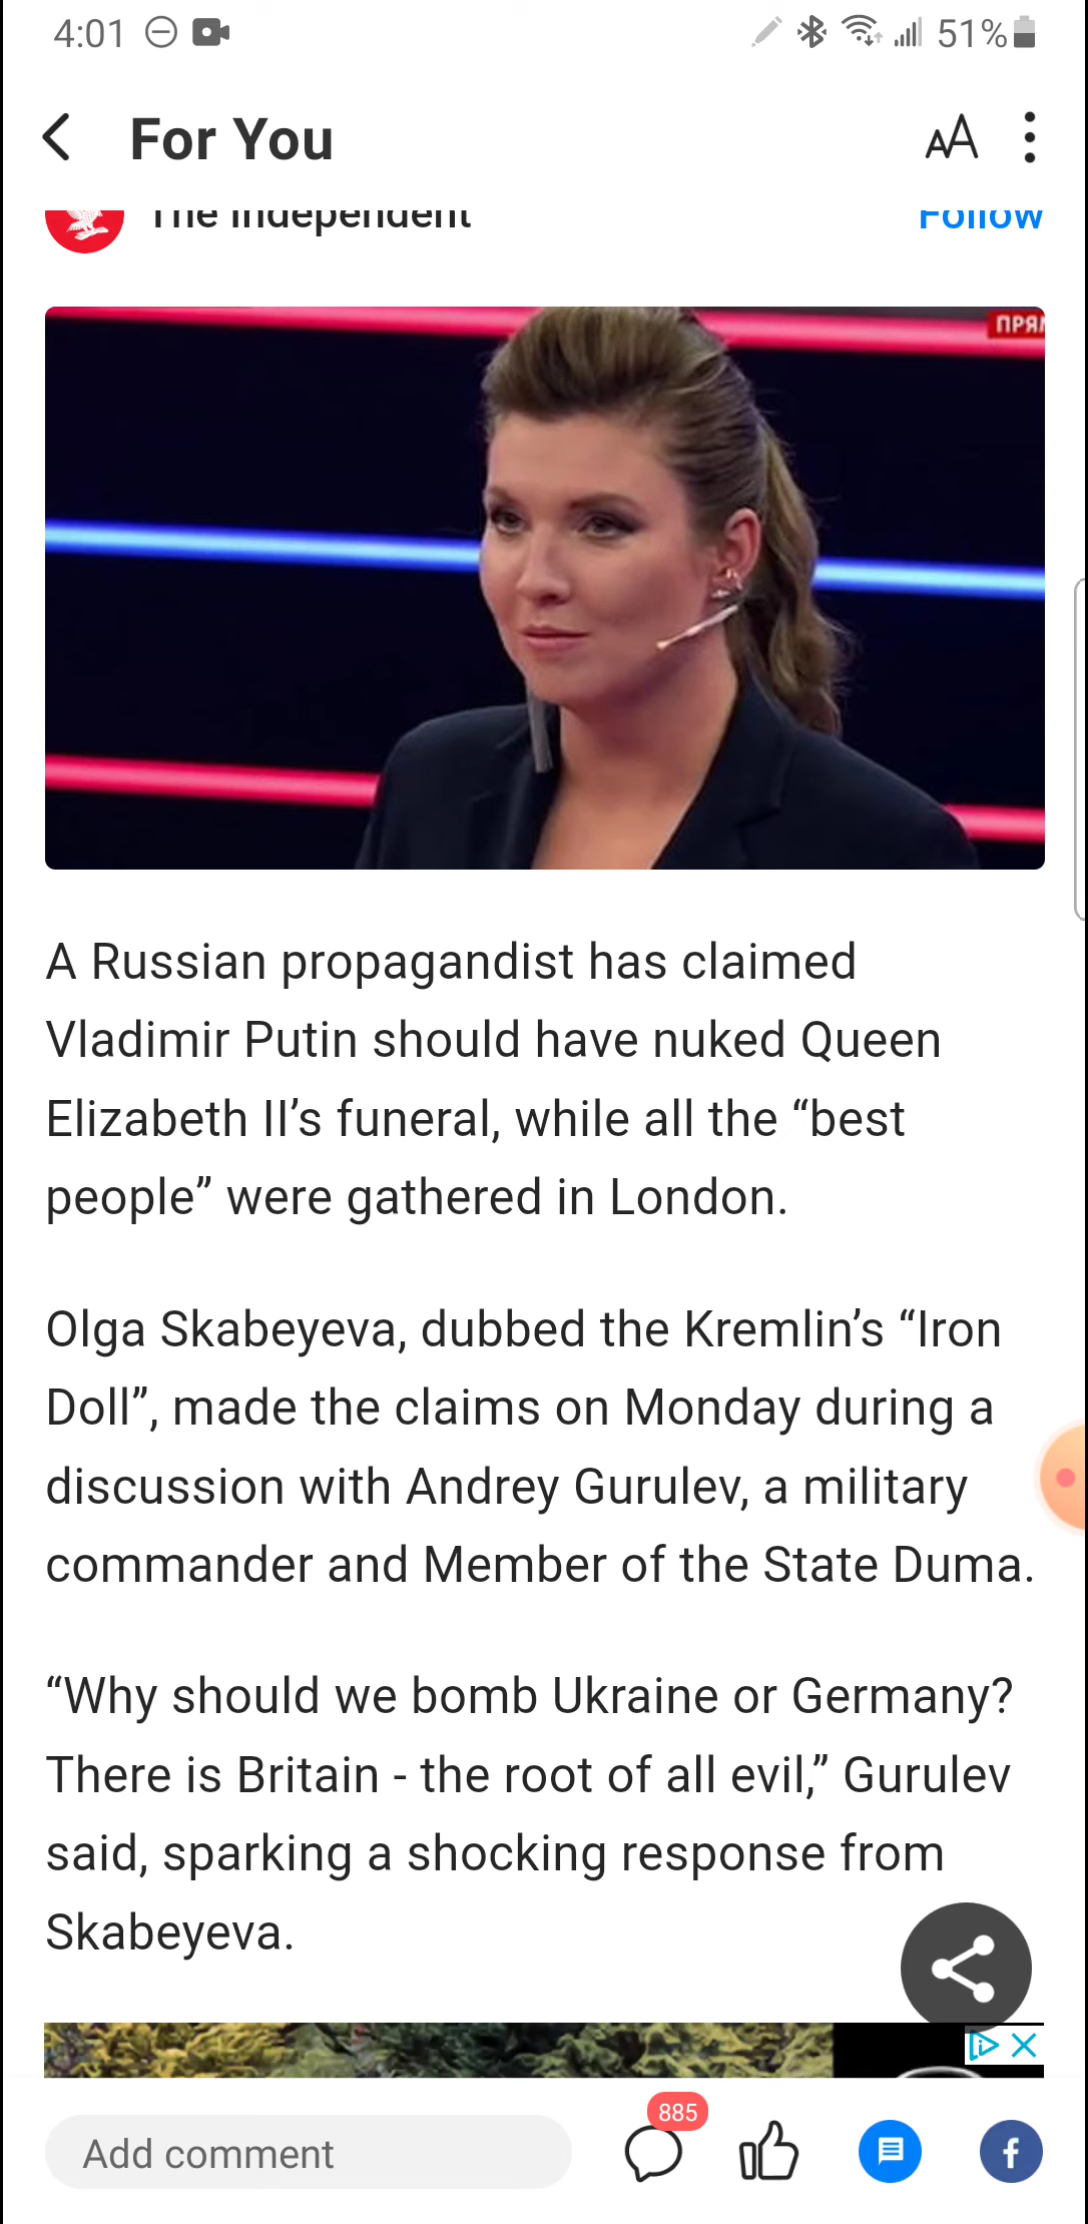 4:01
51%
For You
The Independent
Follow
A Russian propagandist has claimed
Vladimir Putin should have nuked Queen
Elizabeth II’s funeral, while all the “best
people” were gathered in London.
Olga Skabeyeva, dubbed the Kremlin’s “Iron
Doll”, made the claims on Monday during a
discussion with Andrey Gurulev, a military
commander and Member of the State Duma.
“Why should we bomb Ukraine or Germany?
There is Britain - the root of all evil,” Gurulev
said, sparking a shocking response from
Skabeyeva.
885
Add comment